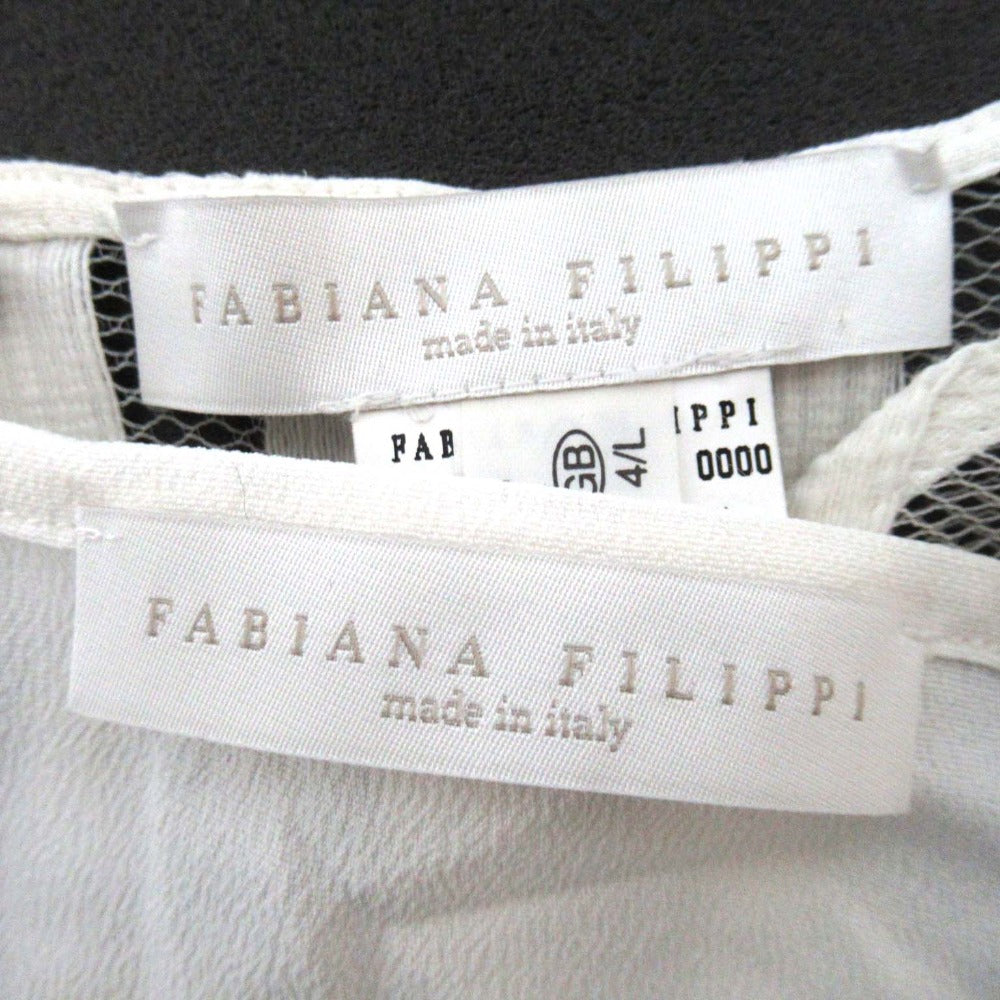 FABIANA FILIPPI
made in italy
FAB IPPI
GB 4/L 0000
FABIANA FILIPPI
made in italy